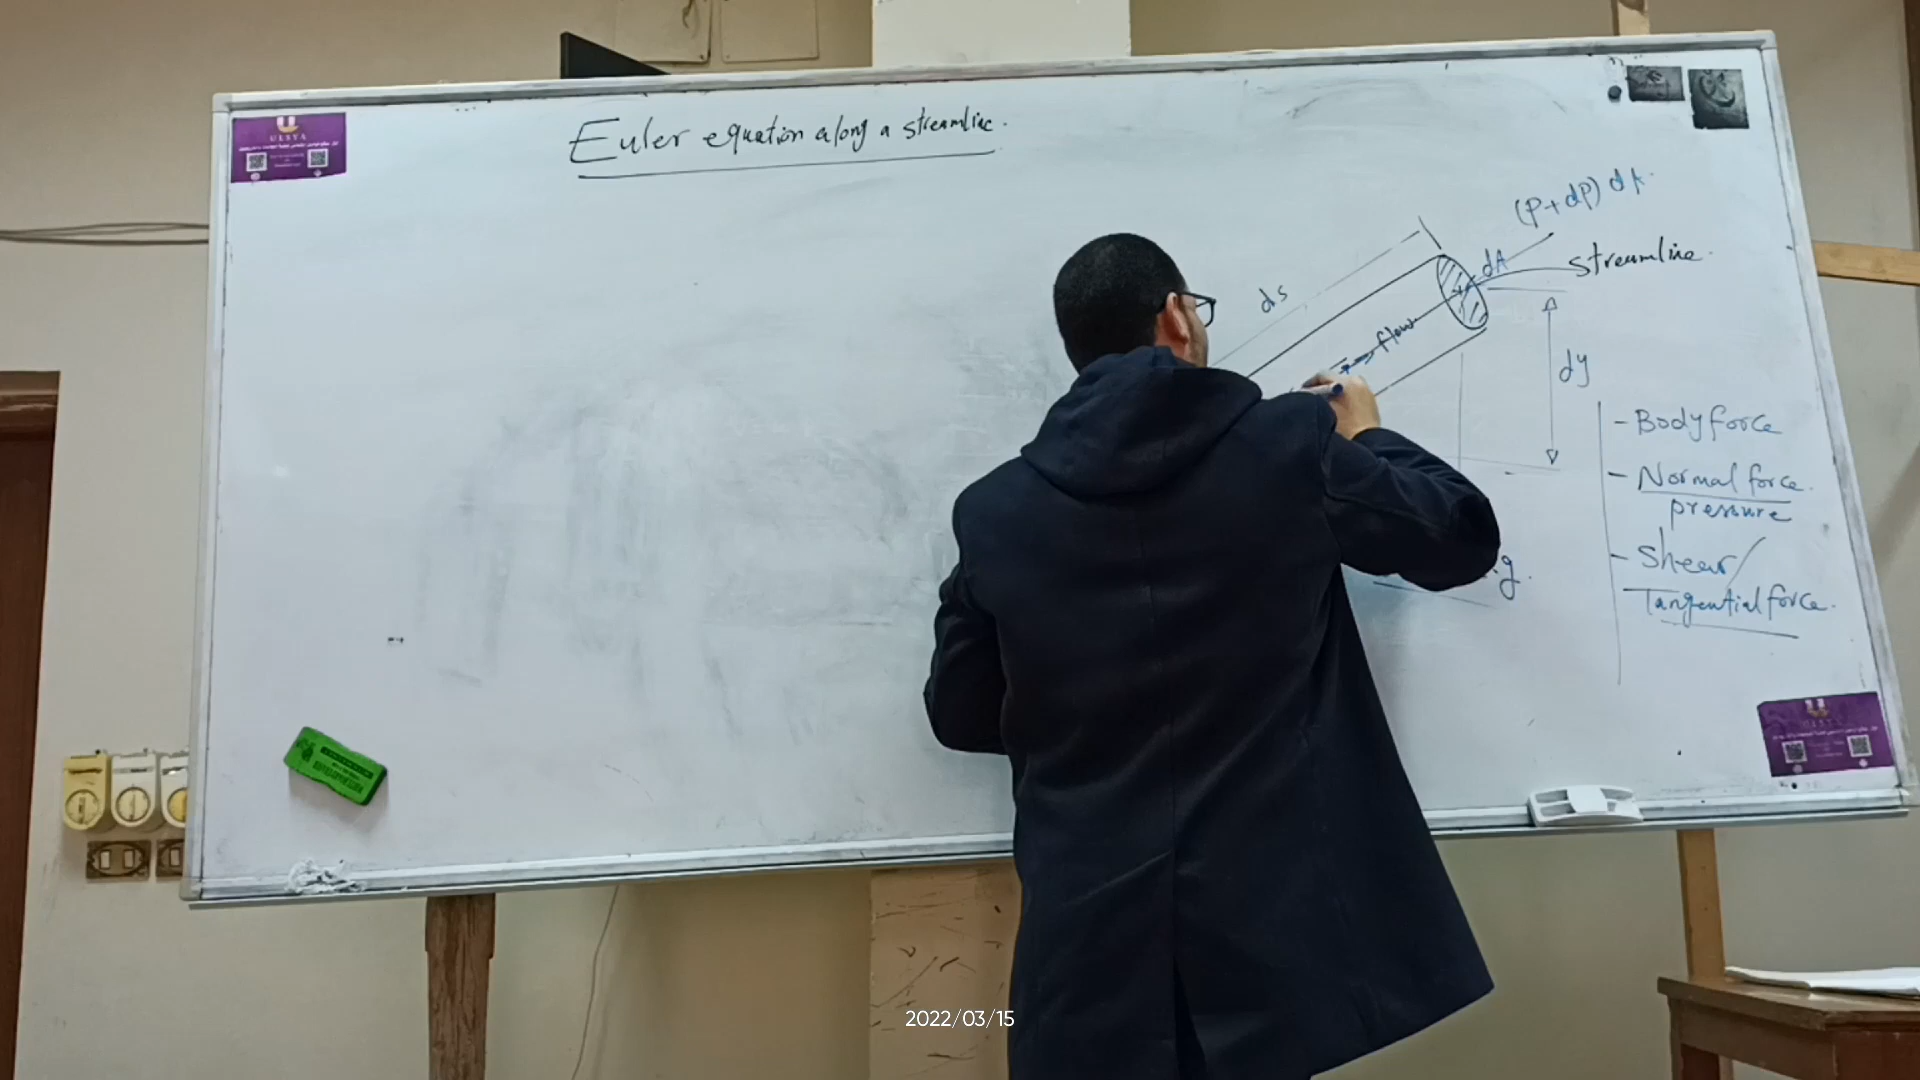 Euler equation along a streamline.
(P+dP) dA.
dA
streamline.
ds
flow
dy
- Body force
- Normal force.
pressure
- Shear/
Tangential force.
g.
ULSYA
2022/03/15